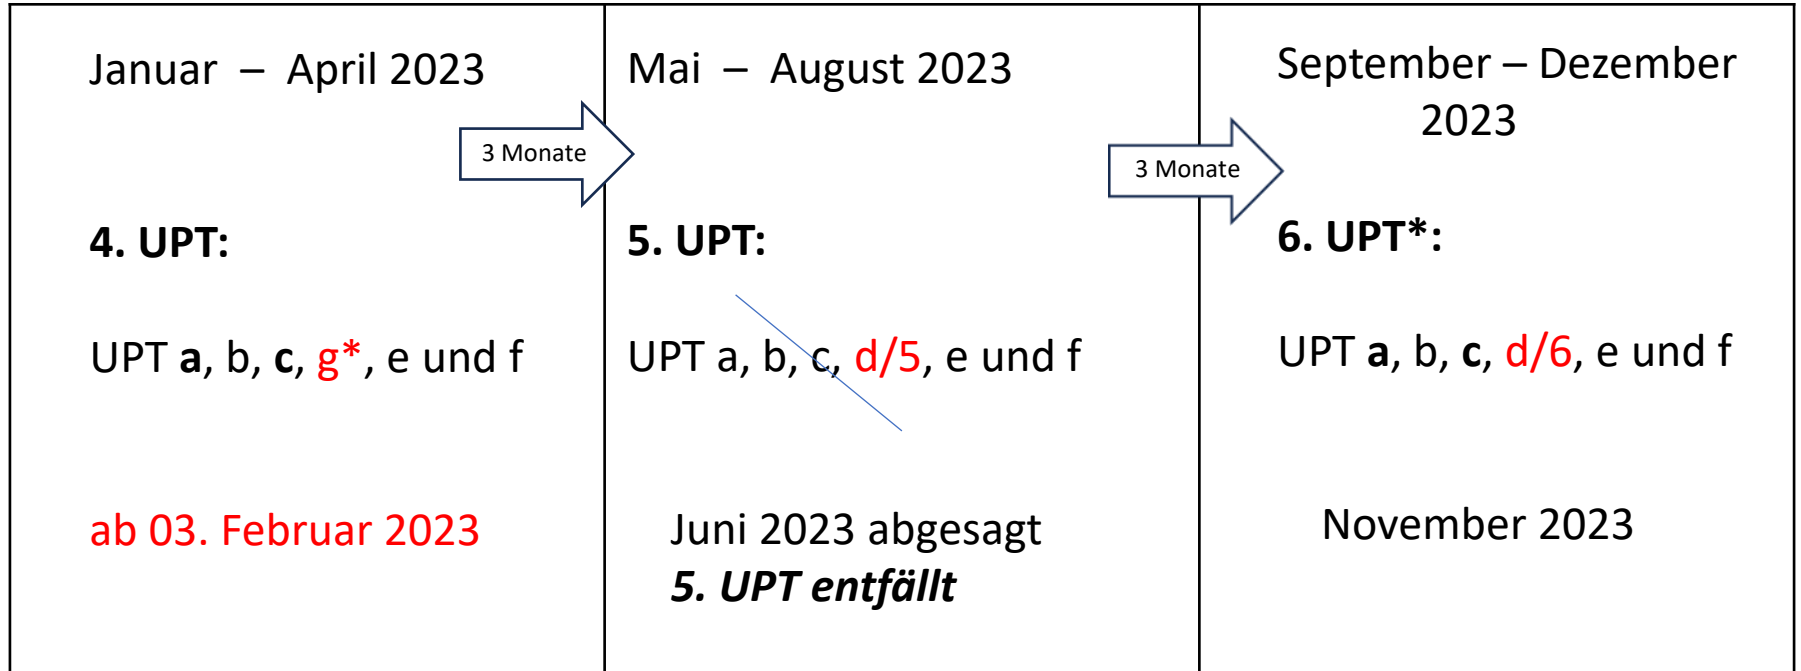 Januar – April 2023
3 Monate
4. UPT:
UPT a, b, c, g*, e und f
ab 03. Februar 2023
Mai – August 2023
3 Monate
5. UPT:
UPT a, b, c, d/5, e und f
Juni 2023 abgesagt
5. UPT entfällt
September – Dezember
2023
6. UPT*:
UPT a, b, c, d/6, e und f
November 2023